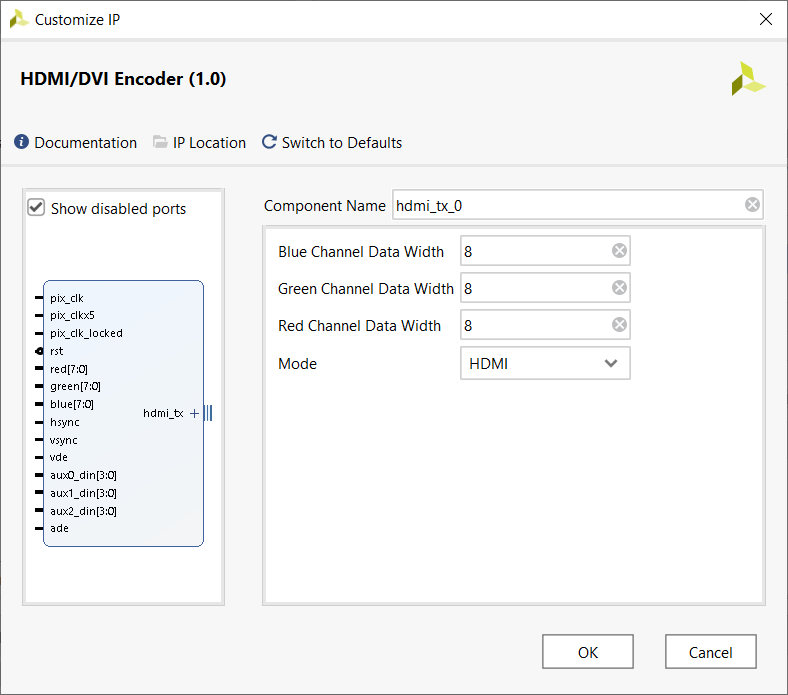 Customize IP
HDMI/DVI Encoder (1.0)
Documentation IP Location Switch to Defaults
Show disabled ports
pix_clk
pix_clkx5
pix_clk_locked
rst
red[7:0]
green[7:0]
blue[7:0]
hsync
vsync
vde
aux0_din[3:0]
aux1_din[3:0]
aux2_din[3:0]
ade
hdmi_tx
Component Name hdmi_tx_0
Blue Channel Data Width 8
Green Channel Data Width 8
Red Channel Data Width 8
Mode HDMI
OK Cancel